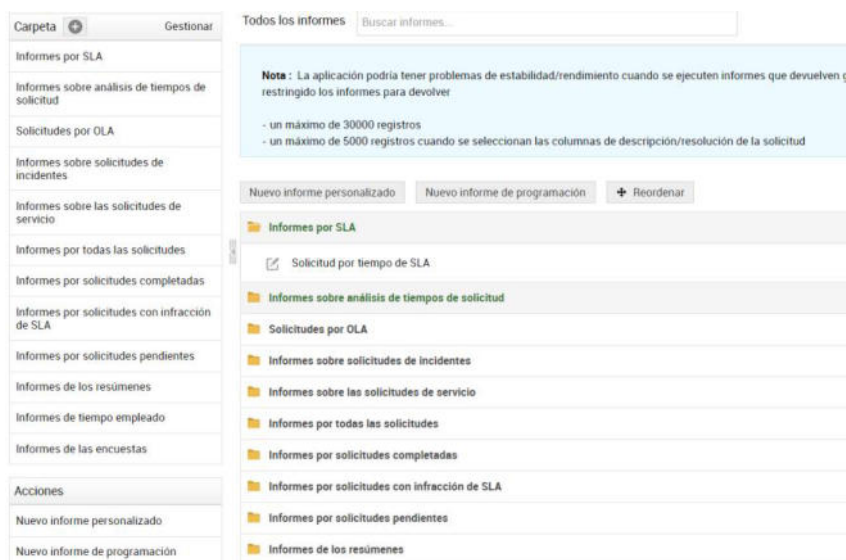 Carpeta
Gestionar
Informes por SLA
Informes sobre análisis de tiempos de
solicitud
Solicitudes por OLA
Informes sobre solicitudes de
incidentes
Informes sobre las solicitudes de
servicio
Informes por todas las solicitudes
Informes por solicitudes completadas
Informes por solicitudes con infracción
de SLA
Informes por solicitudes pendientes
Informes de los resúmenes
Informes de tiempo empleado
Informes de las encuestas
Acciones
Nuevo informe personalizado
Nuevo informe de programación
Todos los informes
Buscar informes...
Nota : La aplicación podría tener problemas de estabilidad/rendimiento cuando se ejecuten informes que devuelven
restringido los informes para devolver
- un máximo de 30000 registros
- un máximo de 5000 registros cuando se seleccionan las columnas de descripción/resolución de la solicitud
Nuevo informe personalizado
Nuevo informe de programación
Reordenar
Informes por SLA
Solicitud por tiempo de SLA
Informes sobre análisis de tiempos de solicitud
Solicitudes por OLA
Informes sobre solicitudes de incidentes
Informes sobre las solicitudes de servicio
Informes por todas las solicitudes
Informes por solicitudes completadas
Informes por solicitudes con infracción de SLA
Informes por solicitudes pendientes
Informes de los resúmenes